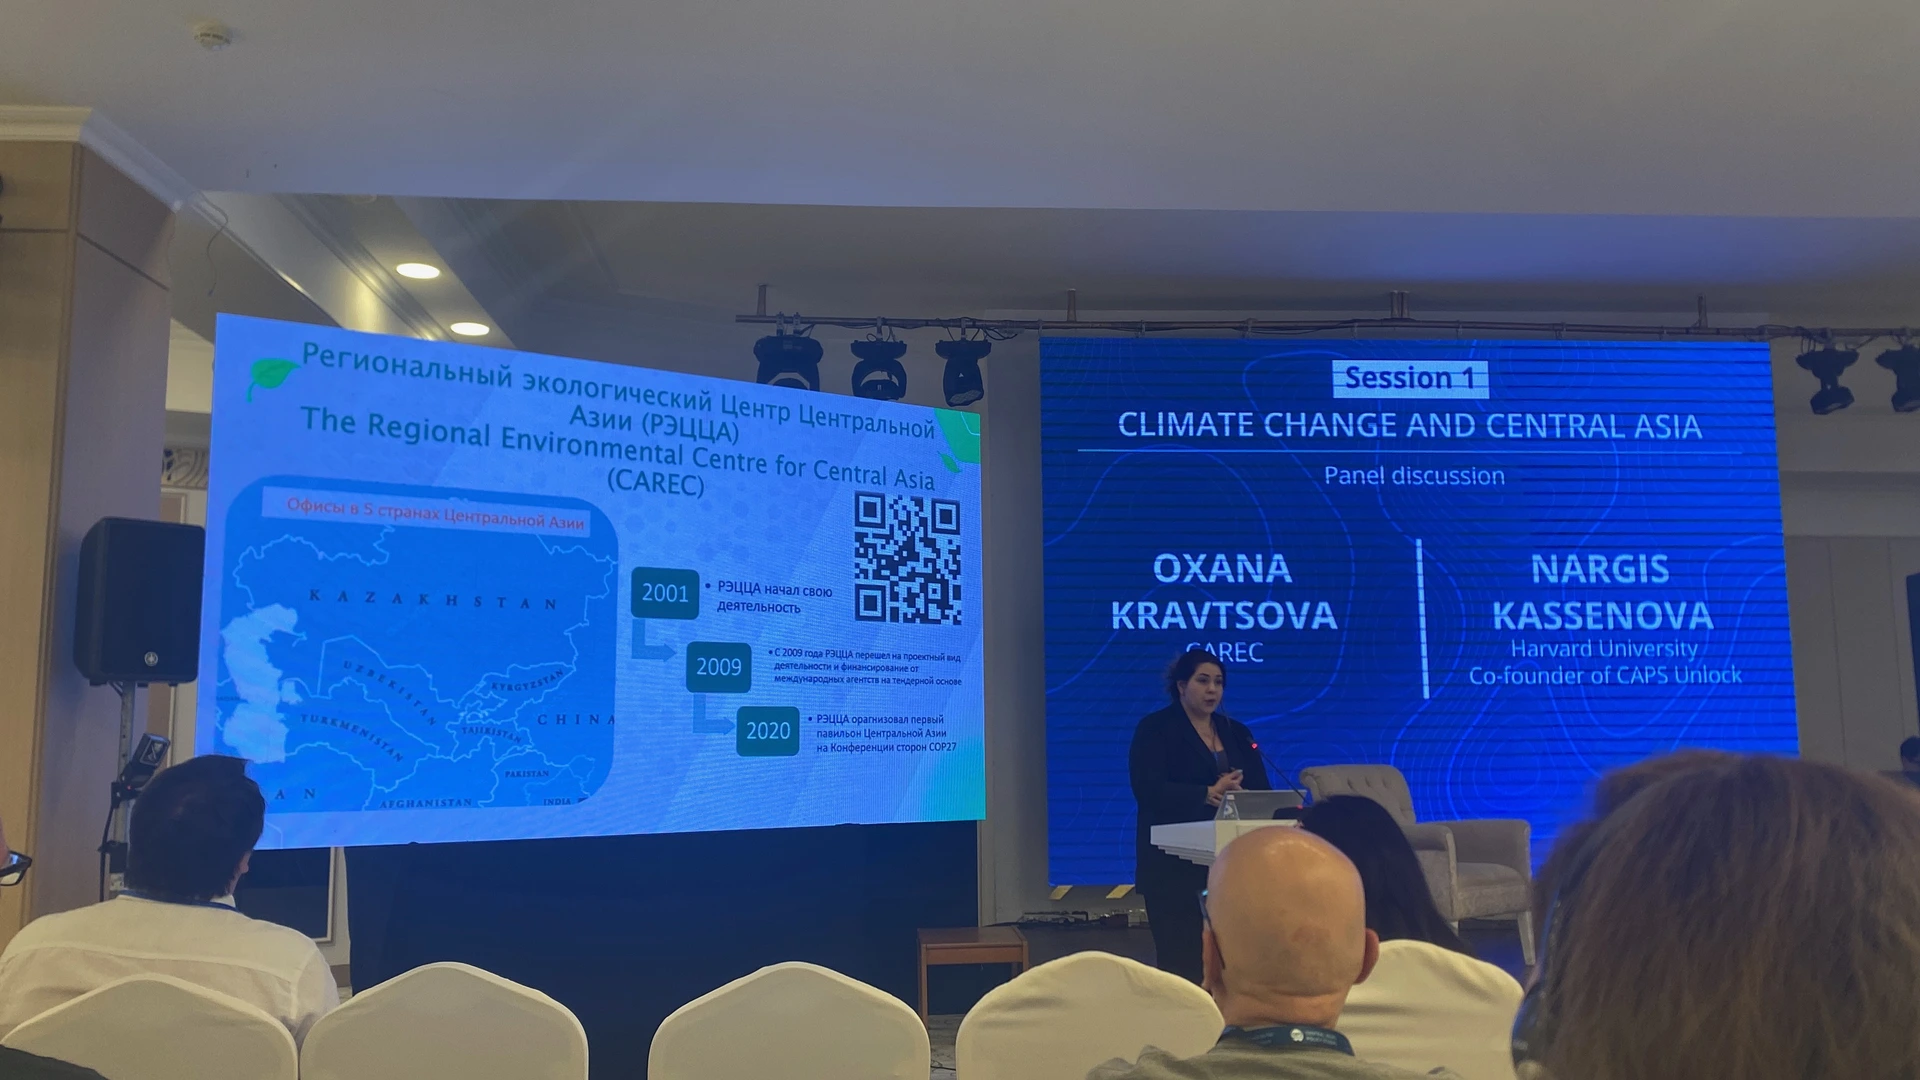 Региональный экологический Центр Центральной
Азии (РЭЦЦА)
The Regional Environmental Centre for Central Asia
(CAREC)
Офисы в 5 странах Центральной Азии
KAZAKHSTAN
UZBEKISTAN
KYRGYZSTAN
TURKMENISTAN
TAJIKISTAN
CHINA
PAKISTAN
AFGHANISTAN
INDIA
AN
2001
• РЭЦЦА начал свою
деятельность
2009
• С 2009 года РЭЦЦА перешел на проектный вид
деятельности и финансирование от
международных агентств на тендерной основе
2020
• РЭЦЦА орагнизовал первый
павильон Центральной Азии
на Конференции сторон COP27
Session 1
CLIMATE CHANGE AND CENTRAL ASIA
Panel discussion
OXANA
KRAVTSOVA
CAREC
NARGIS
KASSENOVA
Harvard University
Co-founder of CAPS Unlock